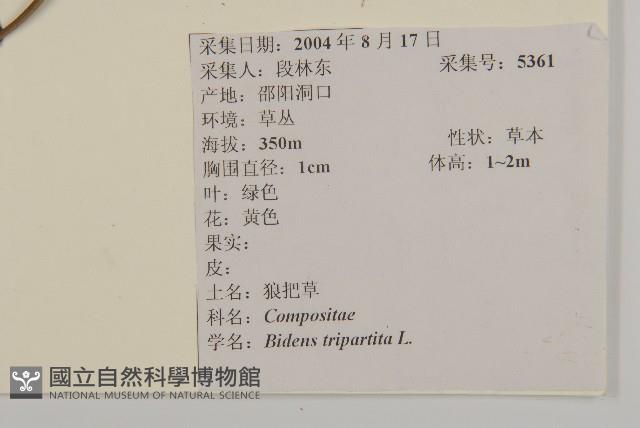 采集日期：2004 年 8 月 17 日
采集人：段林东 采集号：5361
产地：邵阳洞口
环境：草丛
海拔：350m 性状：草本
胸围直径：1cm 体高：1~2m
叶：绿色
花：黄色
果实：
皮：
土名：狼把草
科名：Compositae
学名：Bidens tripartita L.
國立自然科學博物館
NATIONAL MUSEUM OF NATURAL SCIENCE